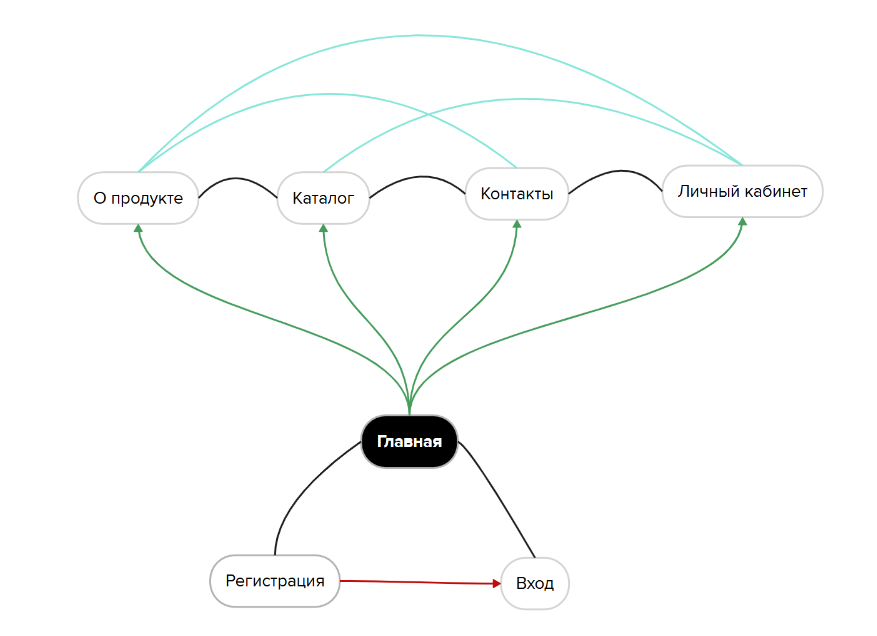 О продукте
Каталог
Контакты
Личный кабинет
Главная
Регистрация
Вход